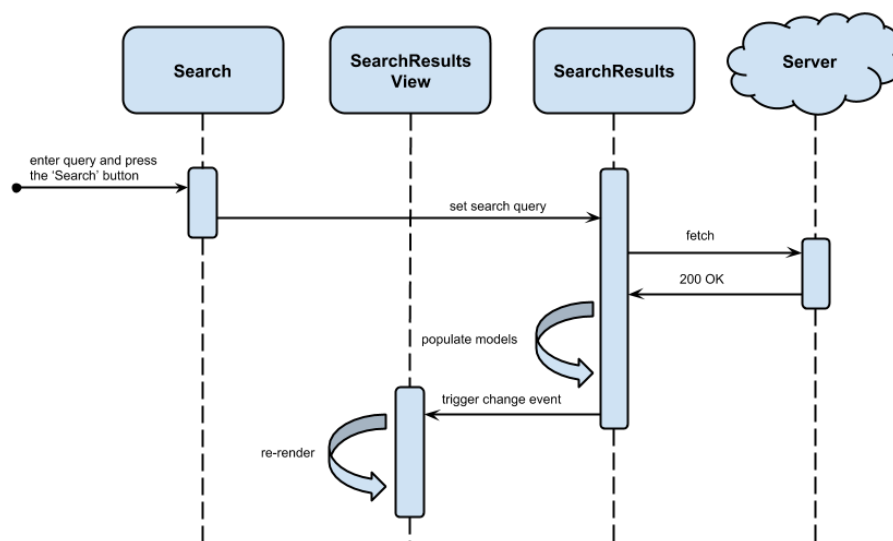 Search
SearchResults
View
SearchResults
Server
enter query and press
the ‘Search’ button
set search query
fetch
200 OK
populate models
trigger change event
re-render